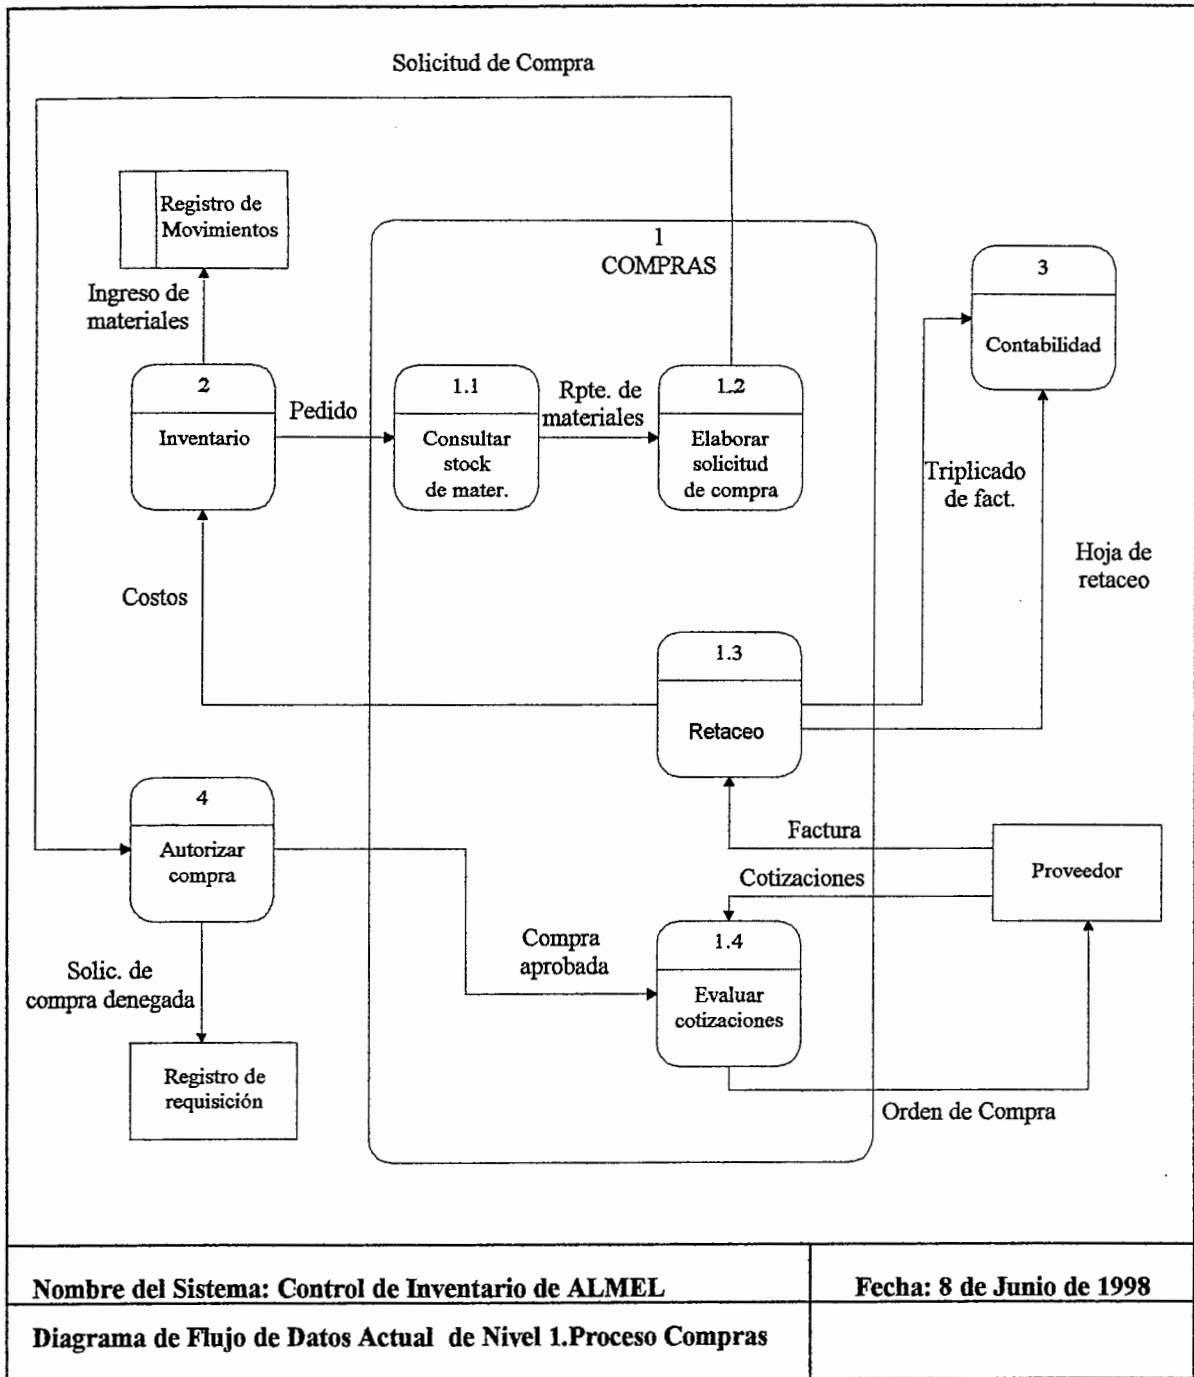 Solicitud de Compra
Registro de
Movimientos
1
COMPRAS
3
Contabilidad
Ingreso de
materiales
2
Inventario
Pedido
1.1
Consultar
stock
de mater.
Rpte. de
materiales
1.2
Elaborar
solicitud
de compra
Triplicado
de fact.
Hoja de
retaceo
Costos
1.3
Retaceo
4
Autorizar
compra
Factura
Cotizaciones
Proveedor
Compra
aprobada
1.4
Evaluar
cotizaciones
Solic. de
compra denegada
Registro de
requisición
Orden de Compra
Nombre del Sistema: Control de Inventario de ALMEL
Fecha: 8 de Junio de 1998
Diagrama de Flujo de Datos Actual de Nivel 1.Proceso Compras